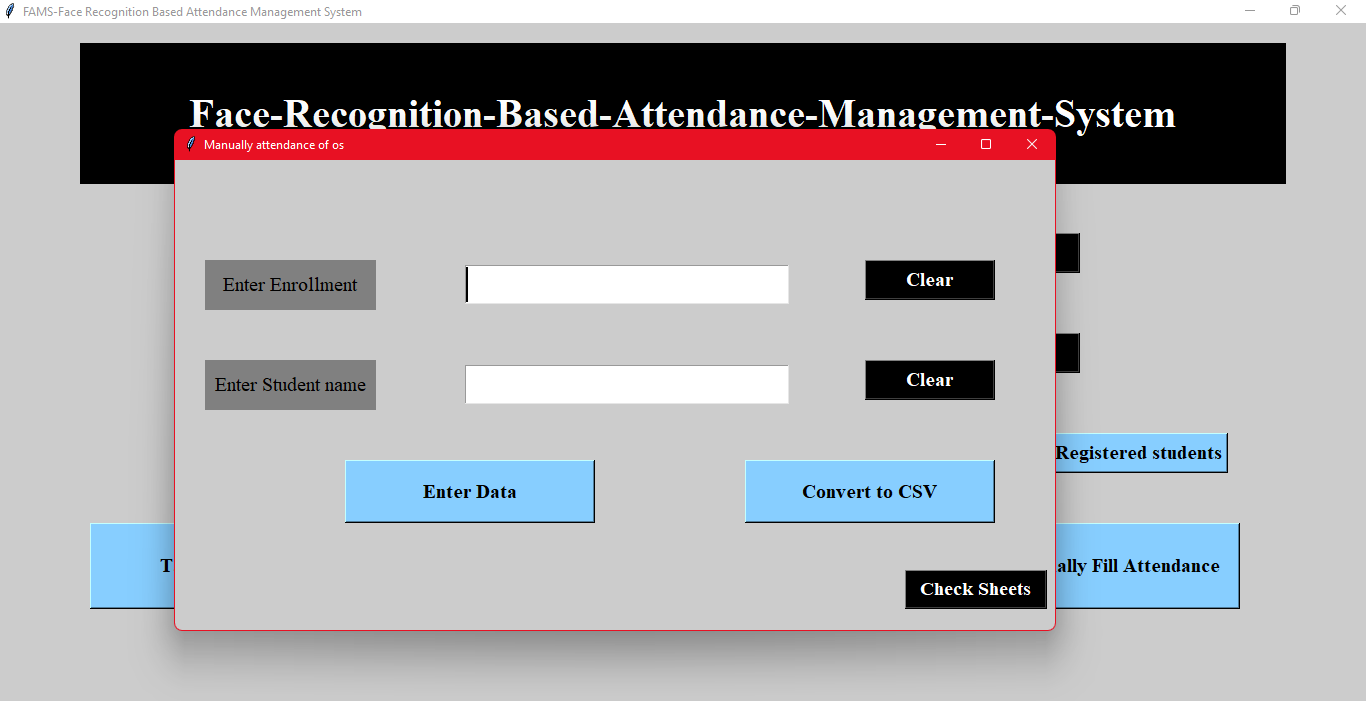 FAMS-Face Recognition Based Attendance Management System
Face-Recognition-Based-Attendance-Management-System
Manually attendance of os
Enter Enrollment
Clear
Enter Student name
Clear
Registered students
Enter Data
Convert to CSV
Fill Attendance
Check Sheets